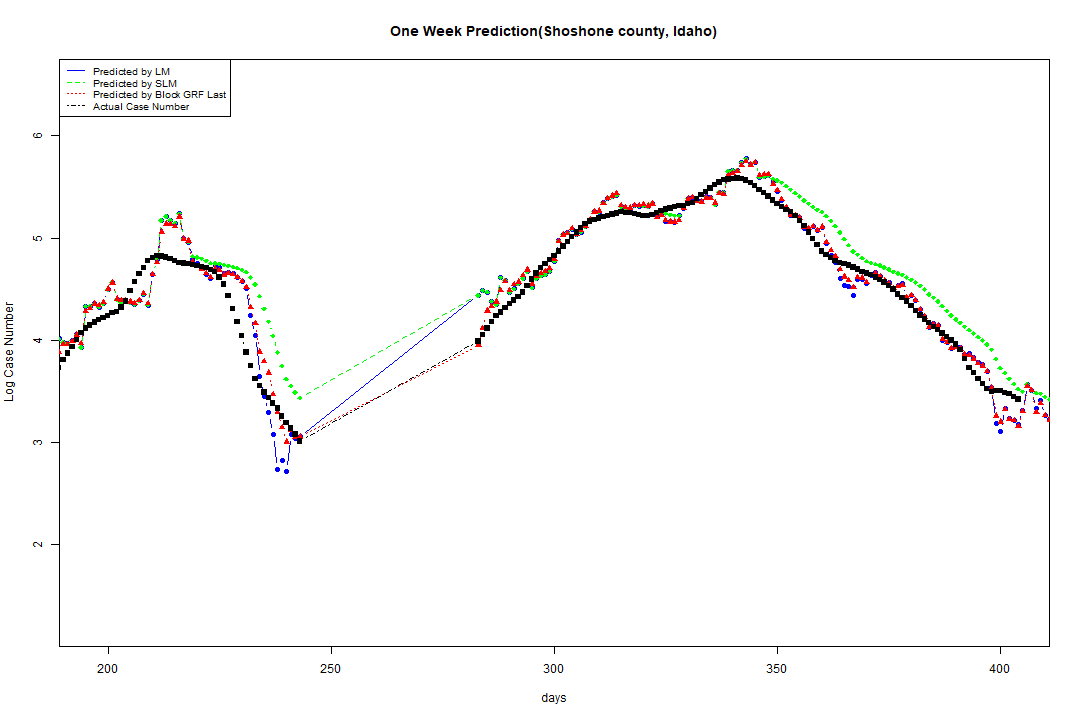 One Week Prediction(Shoshone county, Idaho)
Predicted by LM
Predicted by SLM
Predicted by Block GRF Last
Actual Case Number
6
5
4
3
2
Log Case Number
200 250 300 350 400
days